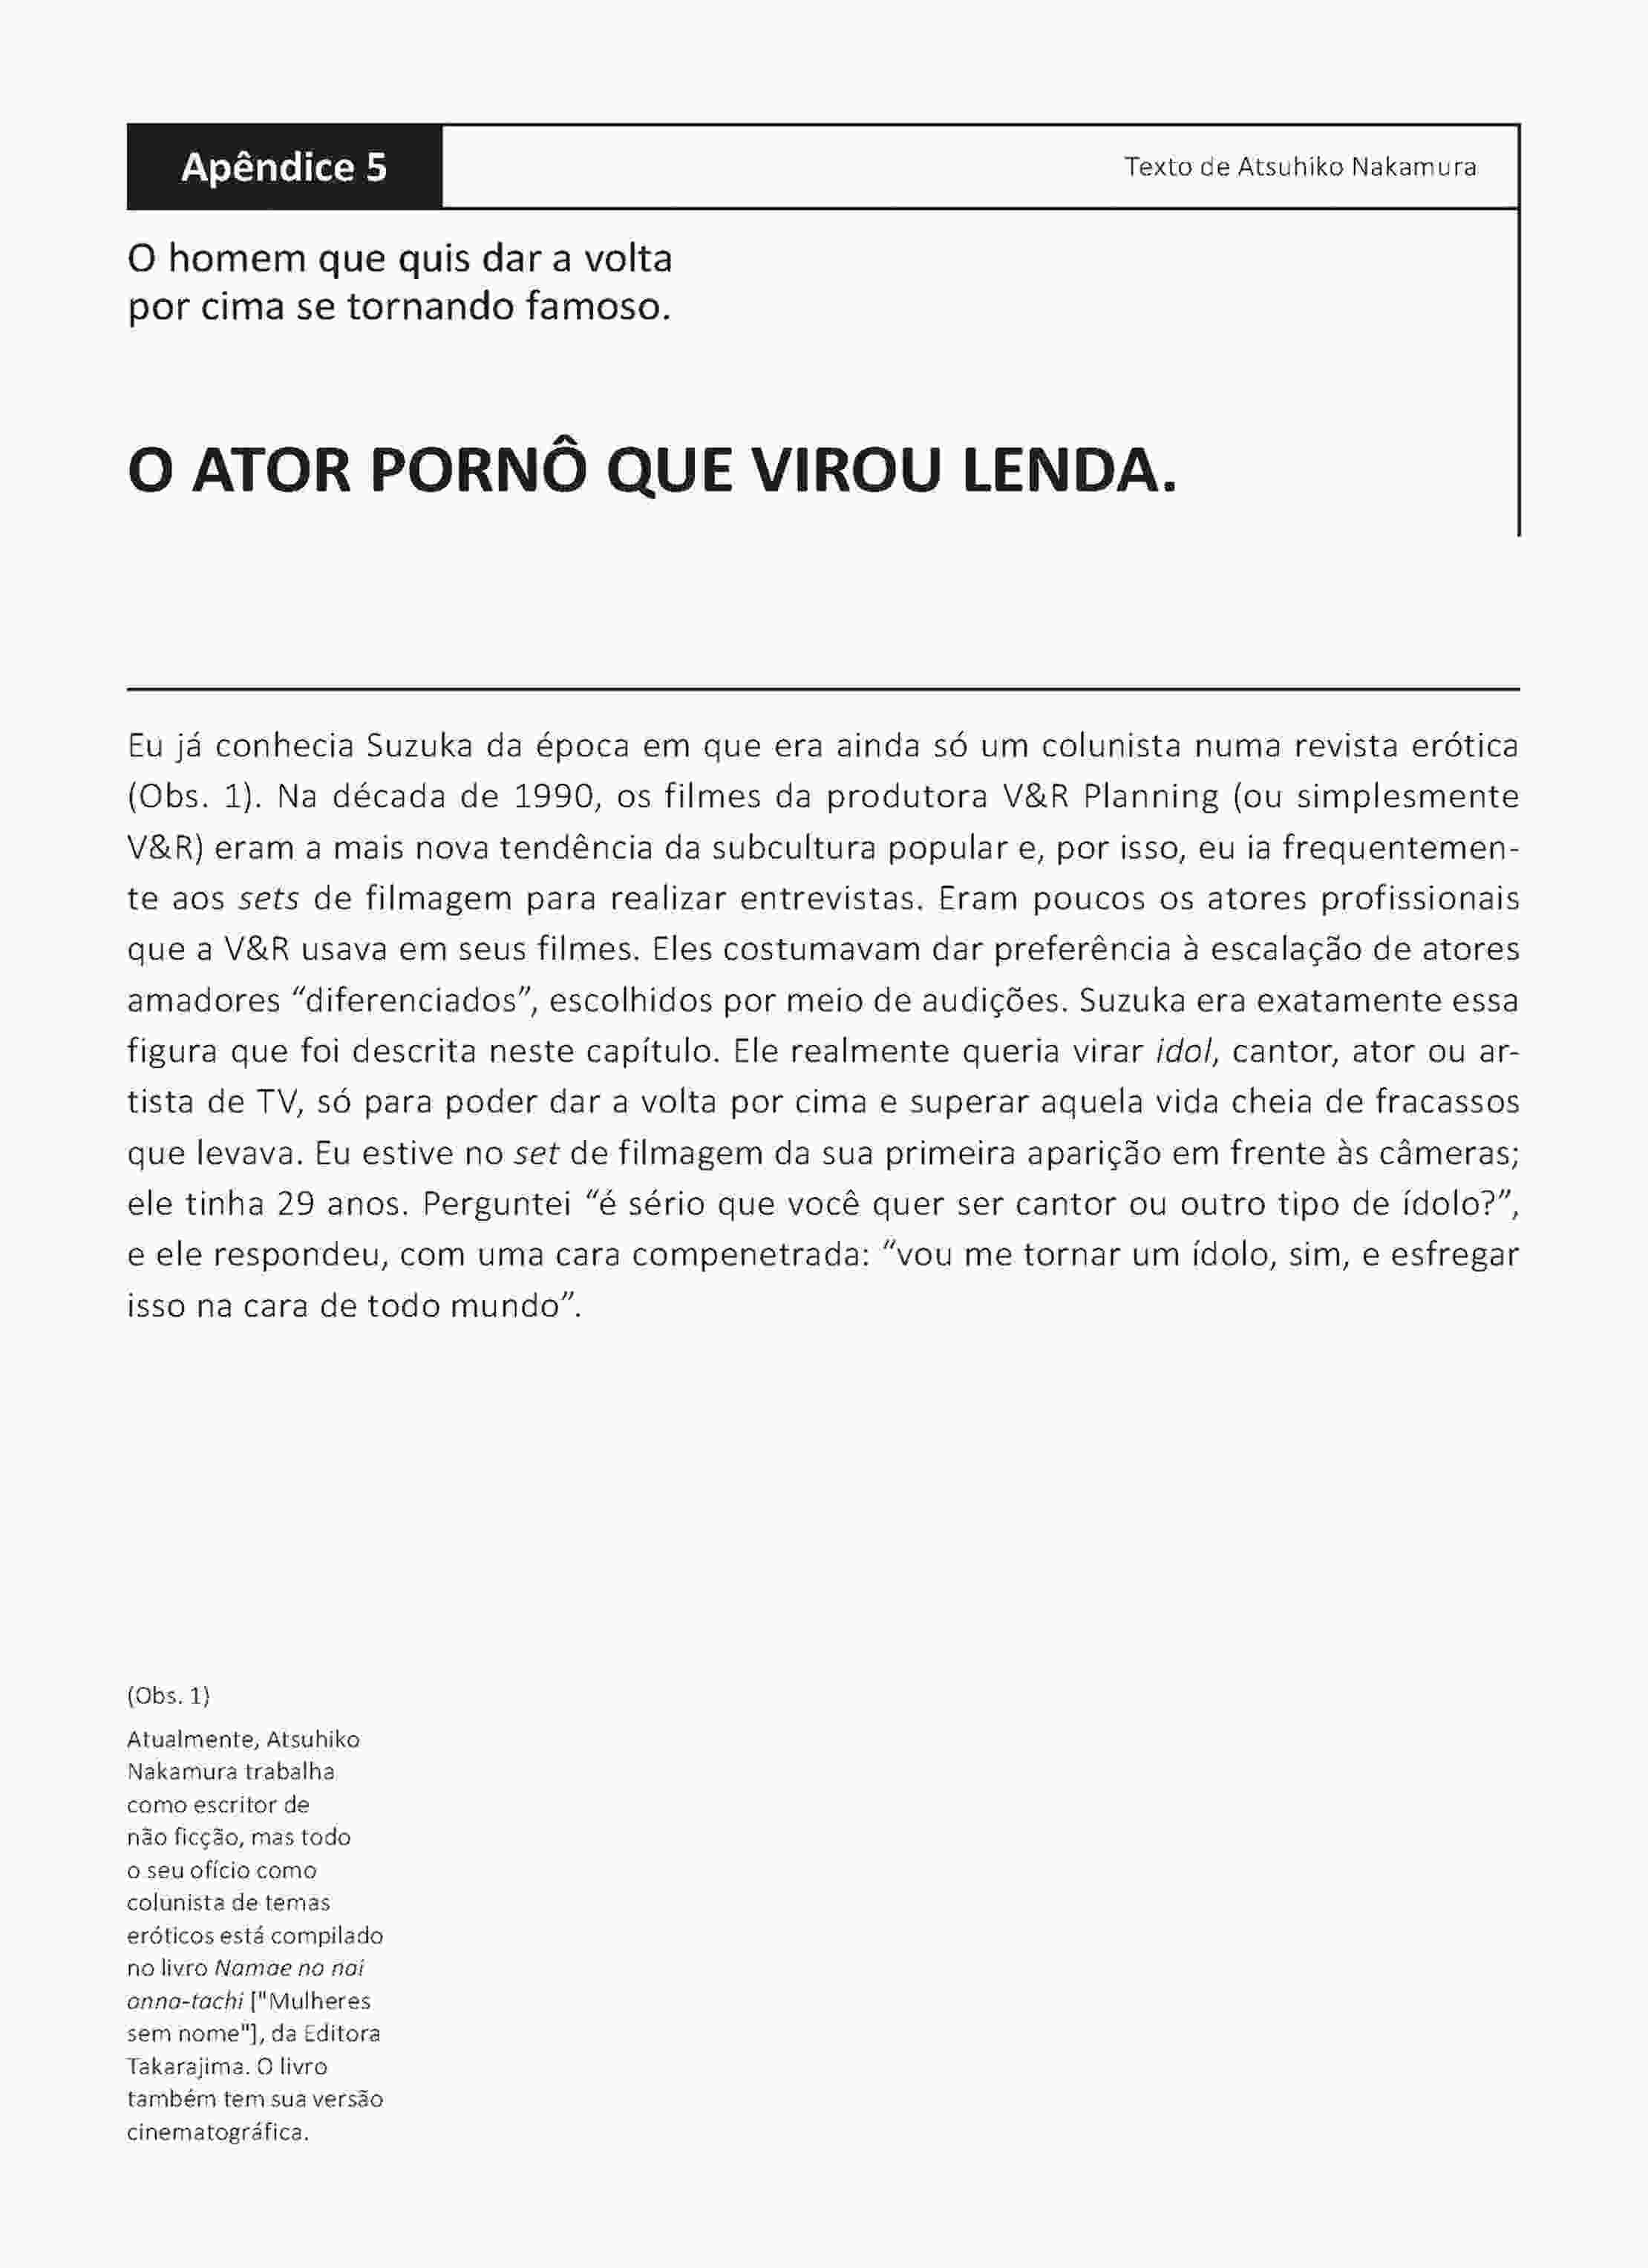 Apêndice 5
Texto de Atsuhiko Nakamura
O homem que quis dar a volta
por cima se tornando famoso.
O ATOR PORNÔ QUE VIROU LENDA.
Eu já conhecia Suzuka da época em que era ainda só um colunista numa revista erótica
(Obs. 1). Na década de 1990, os filmes da produtora V&R Planning (ou simplesmente
V&R) eram a mais nova tendência da subcultura popular e, por isso, eu ia frequentemen-
te aos sets de filmagem para realizar entrevistas. Eram poucos os atores profissionais
que a V&R usava em seus filmes. Eles costumavam dar preferência à escalação de atores
amadores "diferenciados", escolhidos por meio de audições. Suzuka era exatamente essa
figura que foi descrita neste capítulo. Ele realmente queria virar idol, cantor, ator ou ar-
tista de TV, só para poder dar a volta por cima e superar aquela vida cheia de fracassos
que levava. Eu estive no set de filmagem da sua primeira aparição em frente às câmeras;
ele tinha 29 anos. Perguntei "é sério que você quer ser cantor ou outro tipo de ídolo?",
e ele respondeu, com uma cara compenetrada: "vou me tornar um ídolo, sim, e esfregar
isso na cara de todo mundo".
(Obs. 1)
Atualmente, Atsuhiko
Nakamura trabalha
como escritor de
não ficção, mas todo
o seu ofício como
colunista de temas
eróticos está compilado
no livro Namae no nai
onna-tachi ["Mulheres
sem nome"], da Editora
Takarajima. O livro
também tem sua versão
cinematográfica.